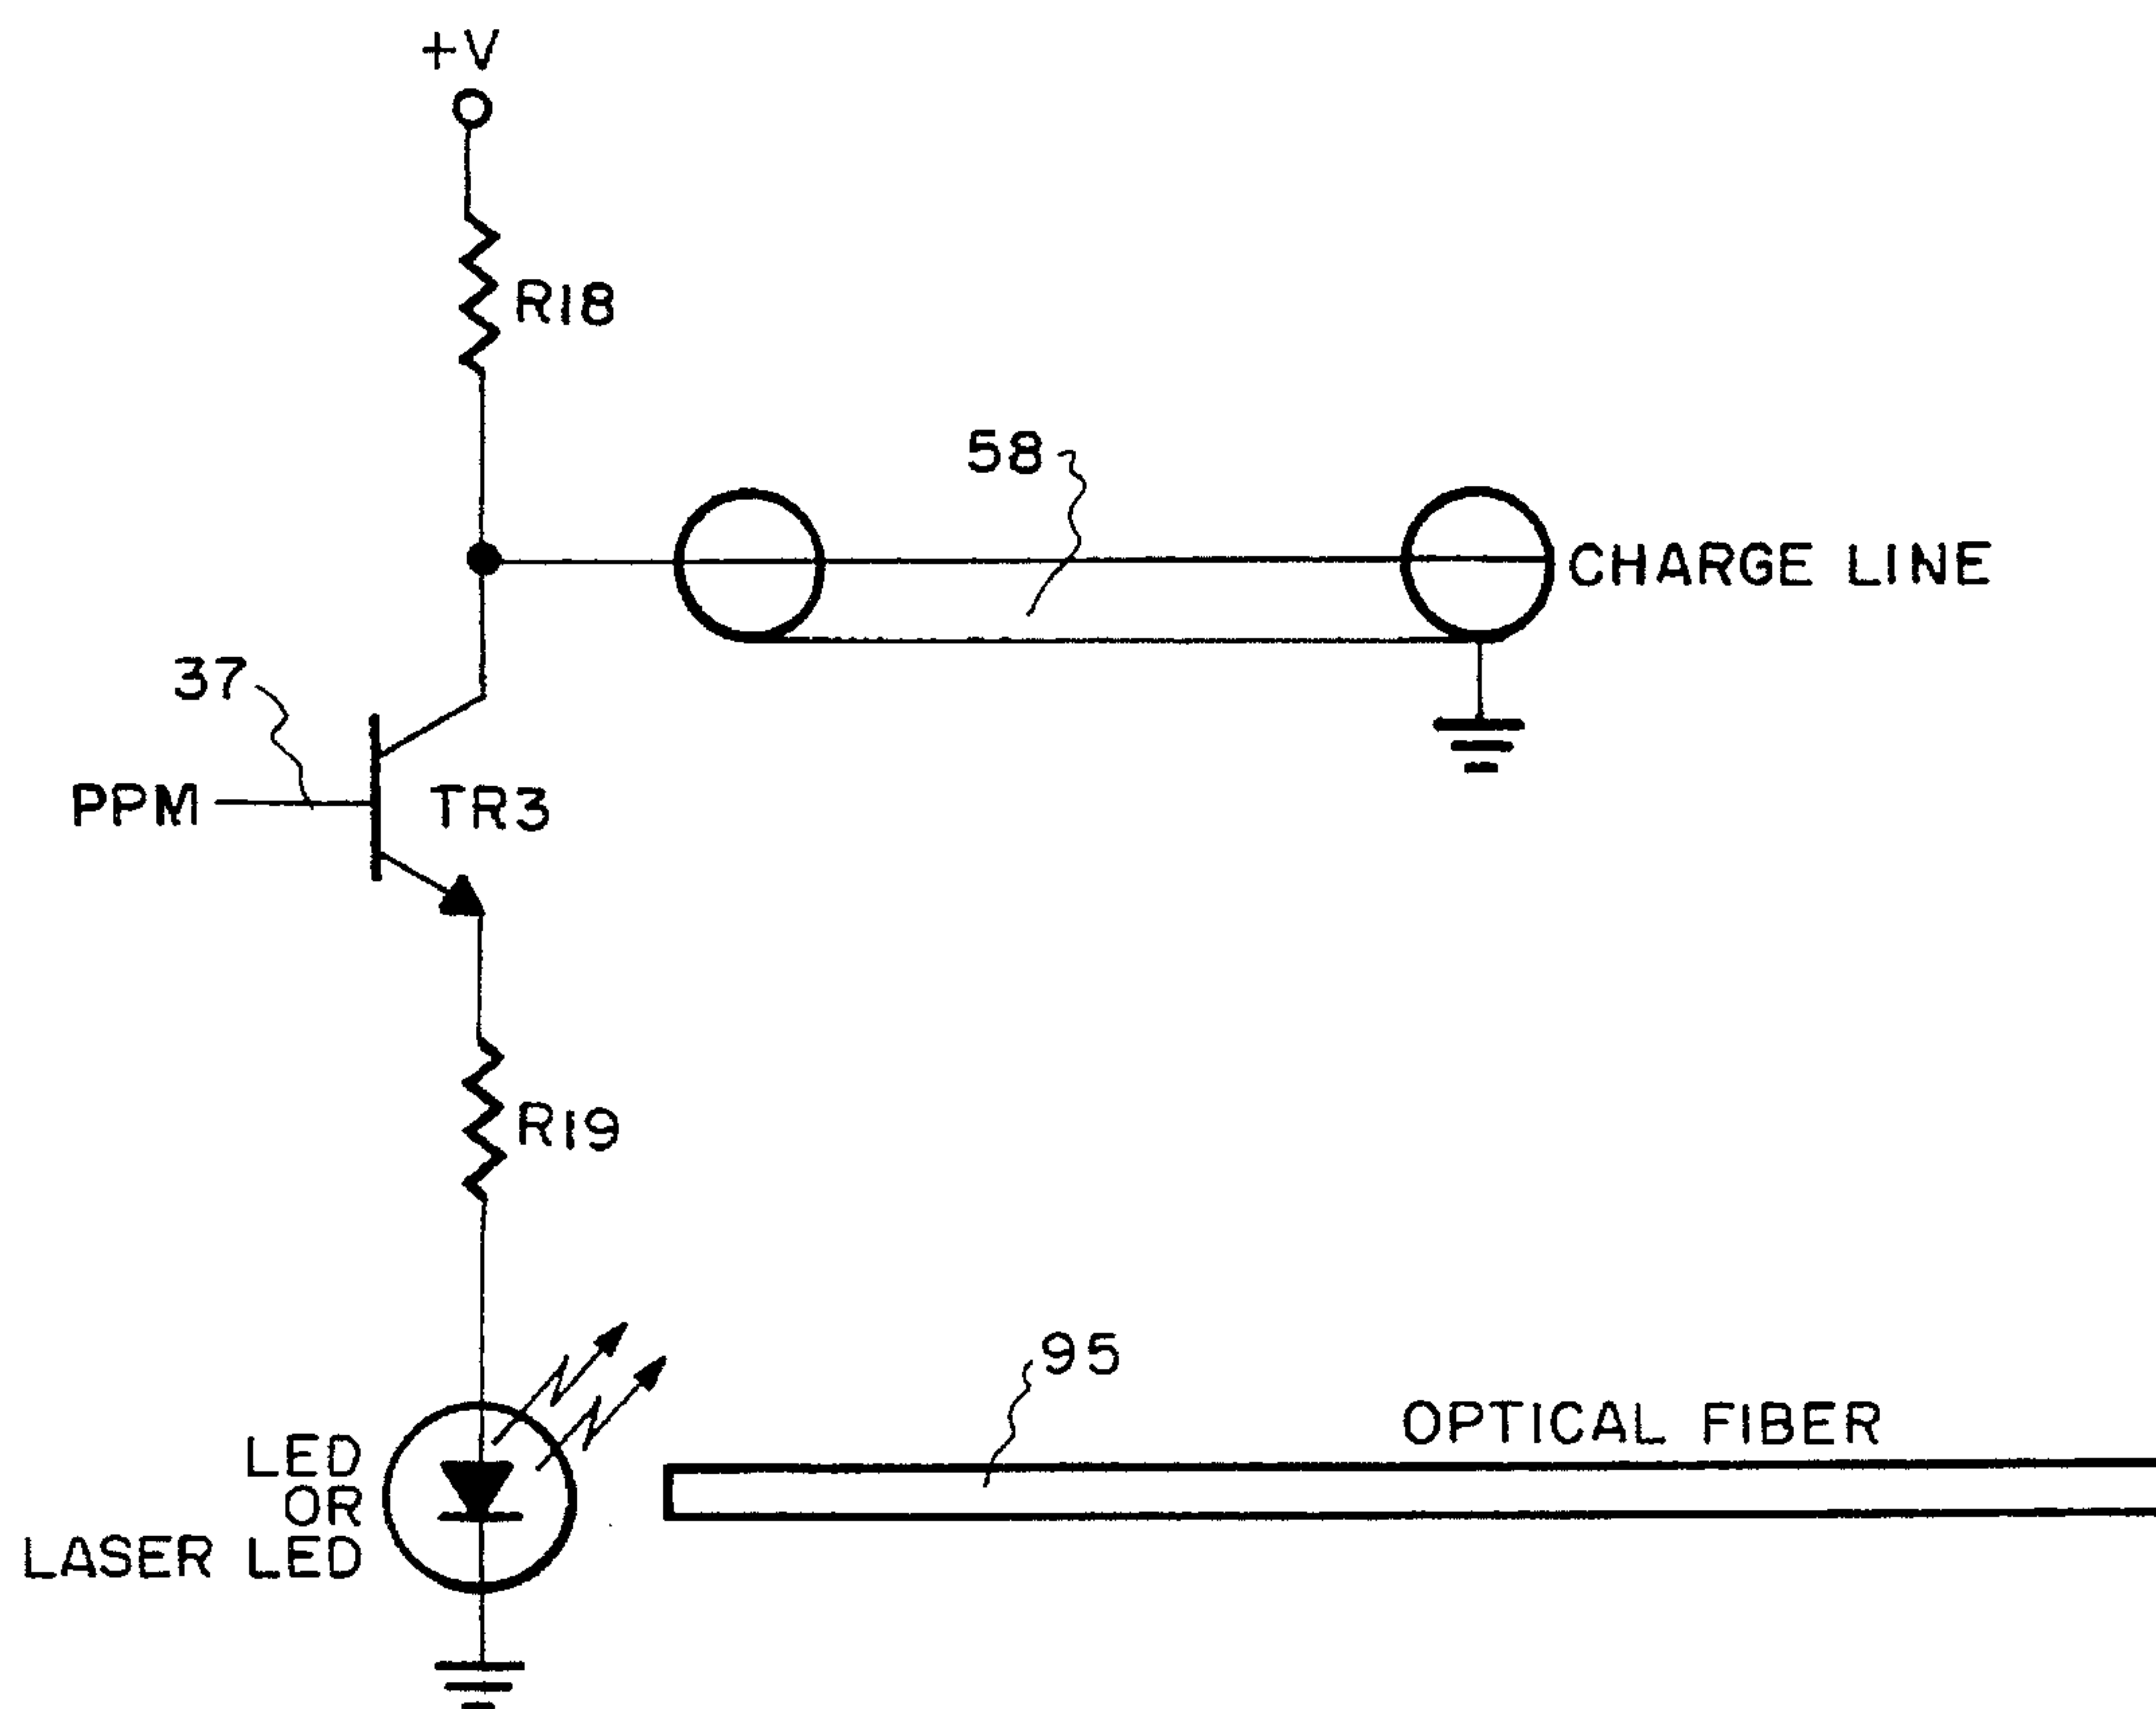 +V
R18
58
CHARGE LINE
37
PPM
TR3
R19
95
OPTICAL FIBER
LED
OR
LASER LED